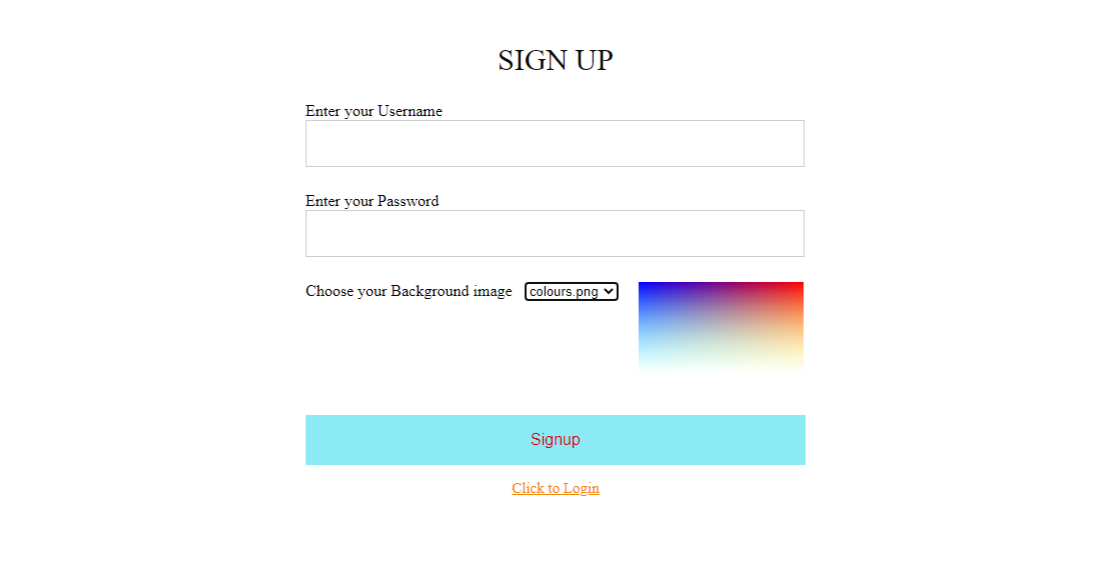 SIGN UP
Enter your Username
Enter your Password
Choose your Background image colours.png
Signup
Click to Login